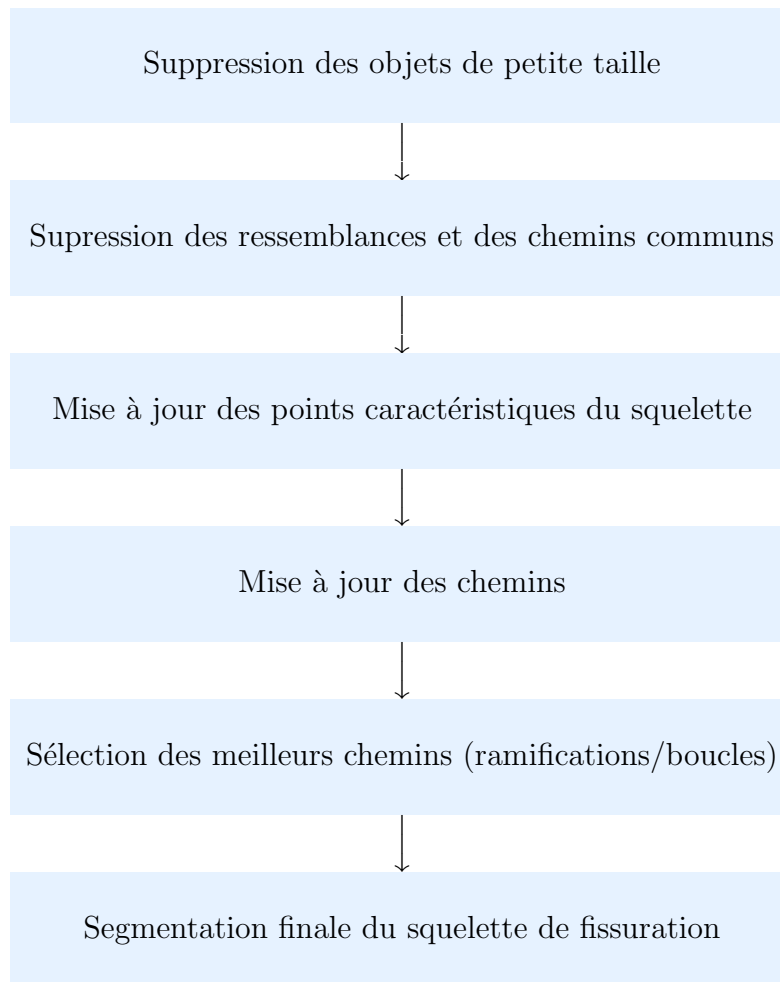 Suppression des objets de petite taille
Supression des ressemblances et des chemins communs
Mise à jour des points caractéristiques du squelette
Mise à jour des chemins
Sélection des meilleurs chemins (ramifications/boucles)
Segmentation finale du squelette de fissuration